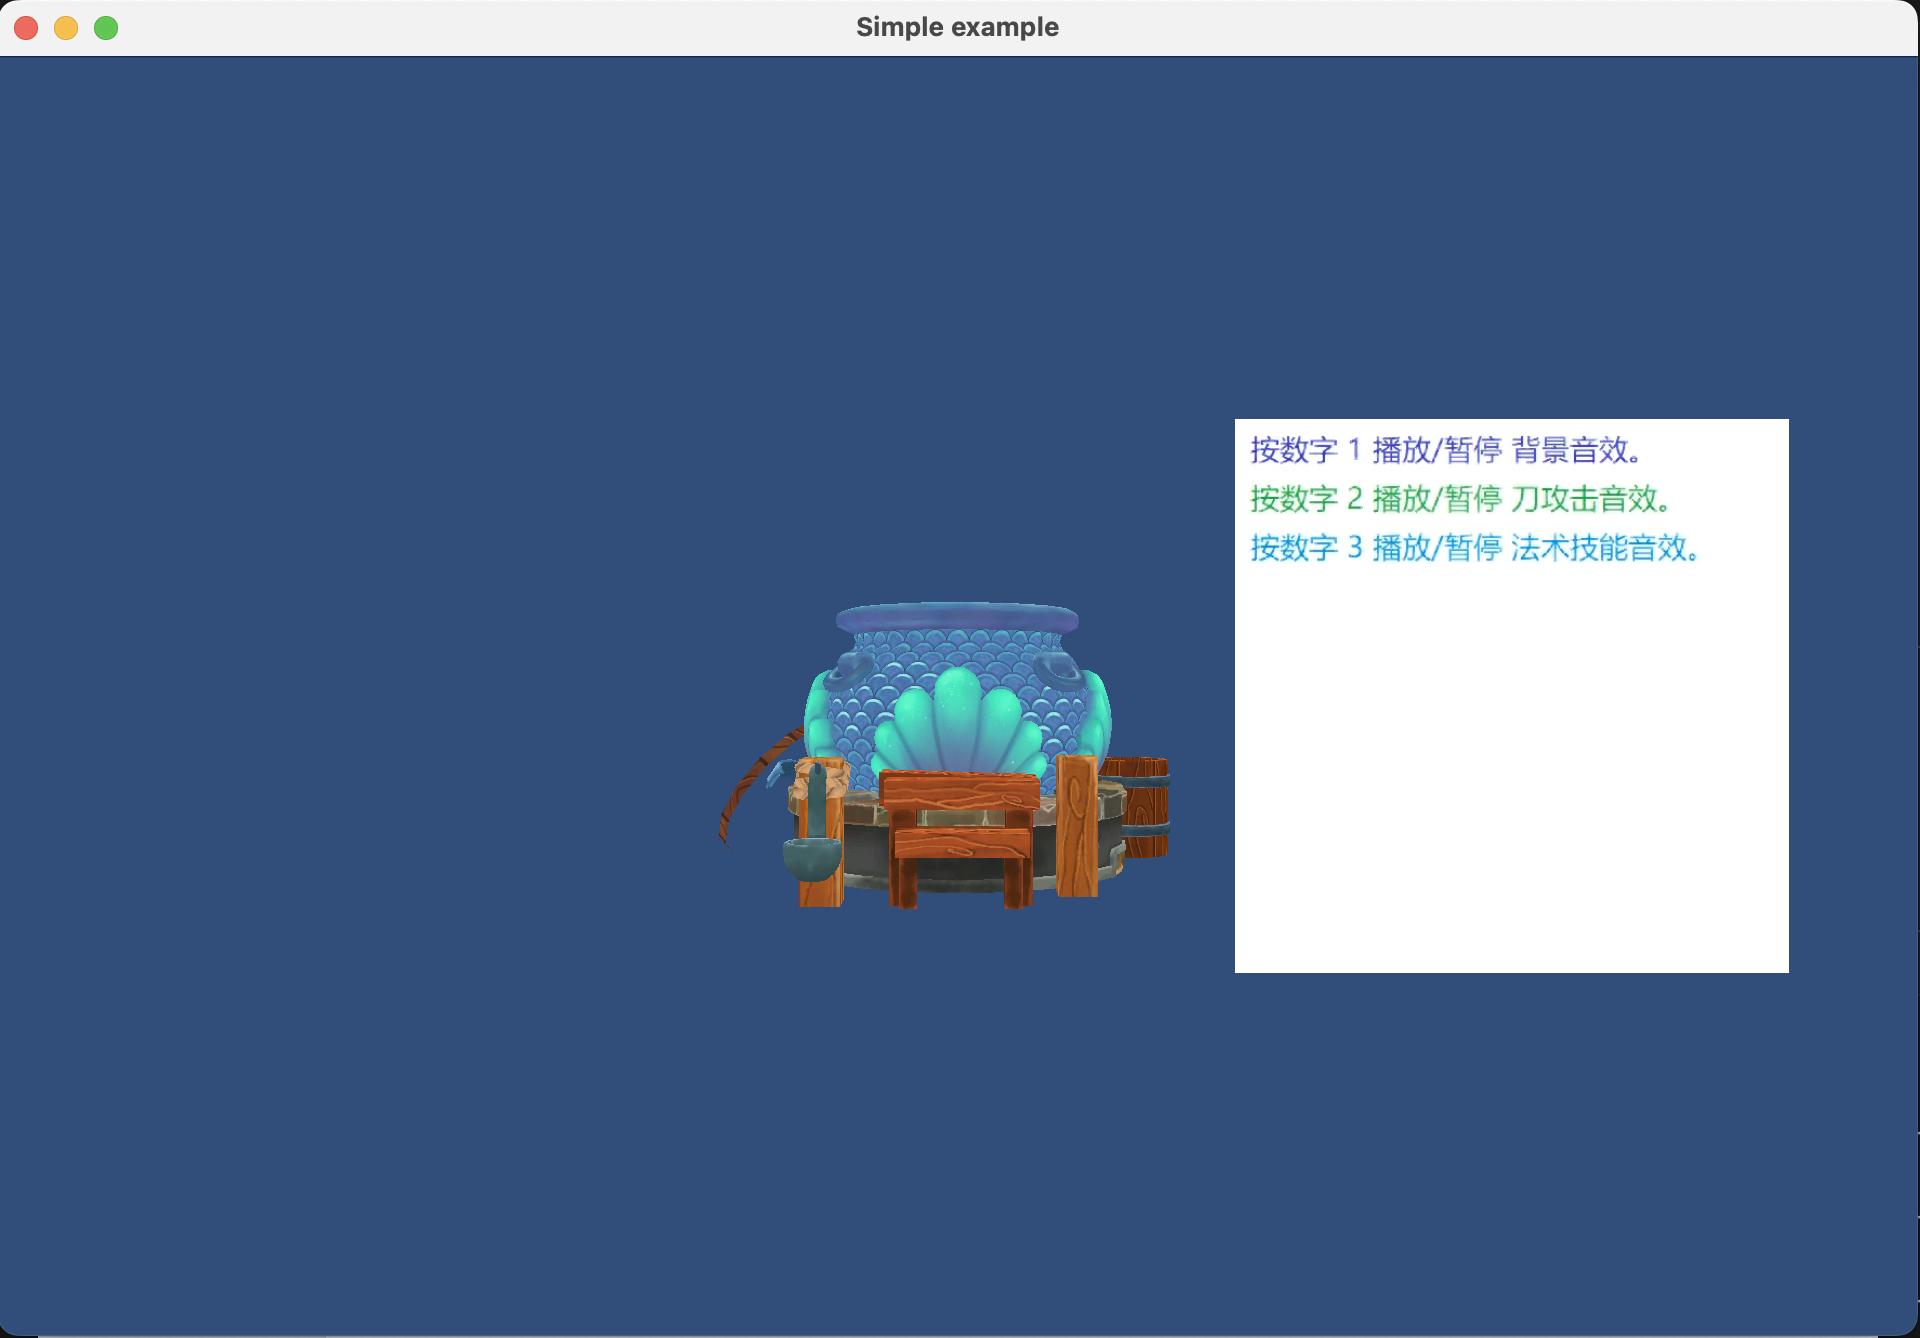 Simple example
按数字 1 播放/暂停 背景音效。
按数字 2 播放/暂停 刀攻击音效。
按数字 3 播放/暂停 法术技能音效。